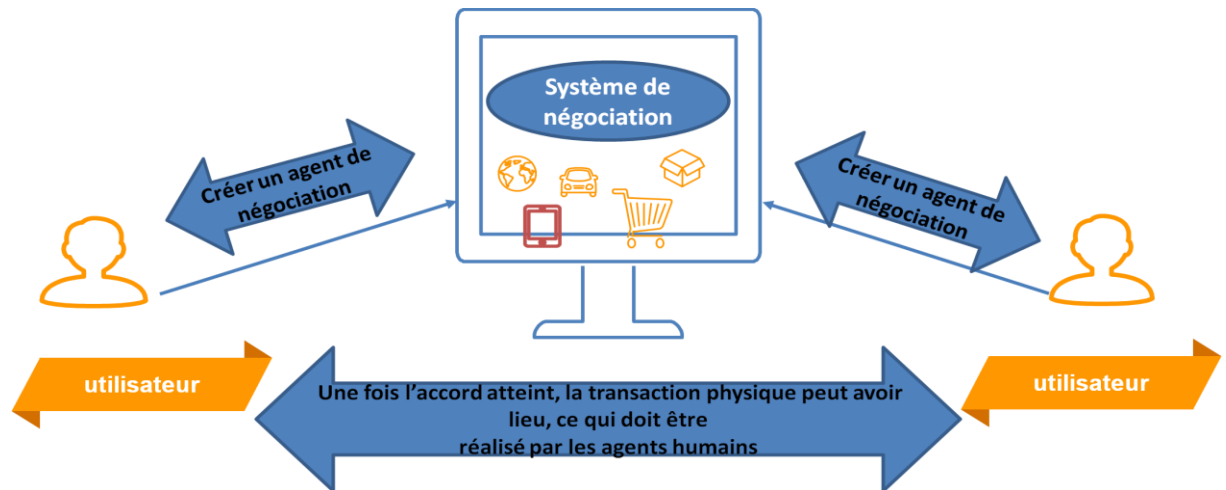 Système de
négociation
Créer un agent de
négociation
Créer un agent de
négociation
utilisateur
utilisateur
Une fois l’accord atteint, la transaction physique peut avoir
lieu, ce qui doit être
réalisé par les agents humains